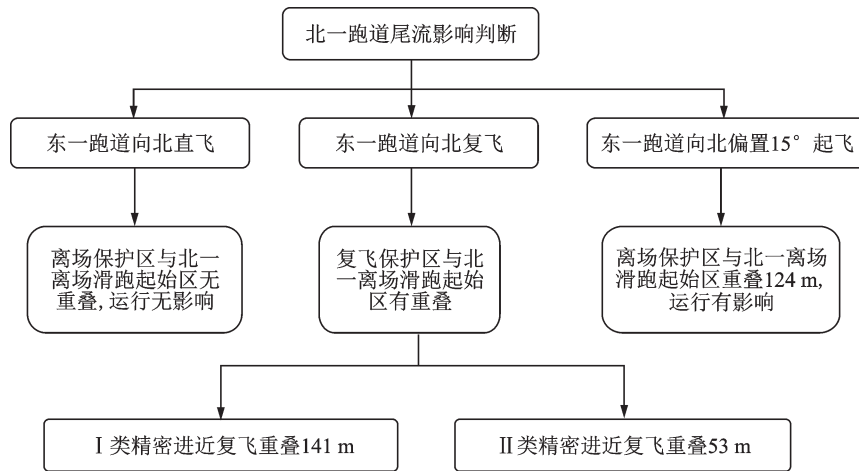 北一跑道尾流影响判断
东一跑道向北直飞
东一跑道向北复飞
东一跑道向北偏置15°起飞
离场保护区与北一
离场滑跑起始区无
重叠,运行无影响
复飞保护区与北
一离场滑跑起始
区有重叠
离场保护区与北一离场
滑跑起始区重叠124 m,
运行有影响
Ⅰ类精密进近复飞重叠141 m
Ⅱ类精密进近复飞重叠53 m